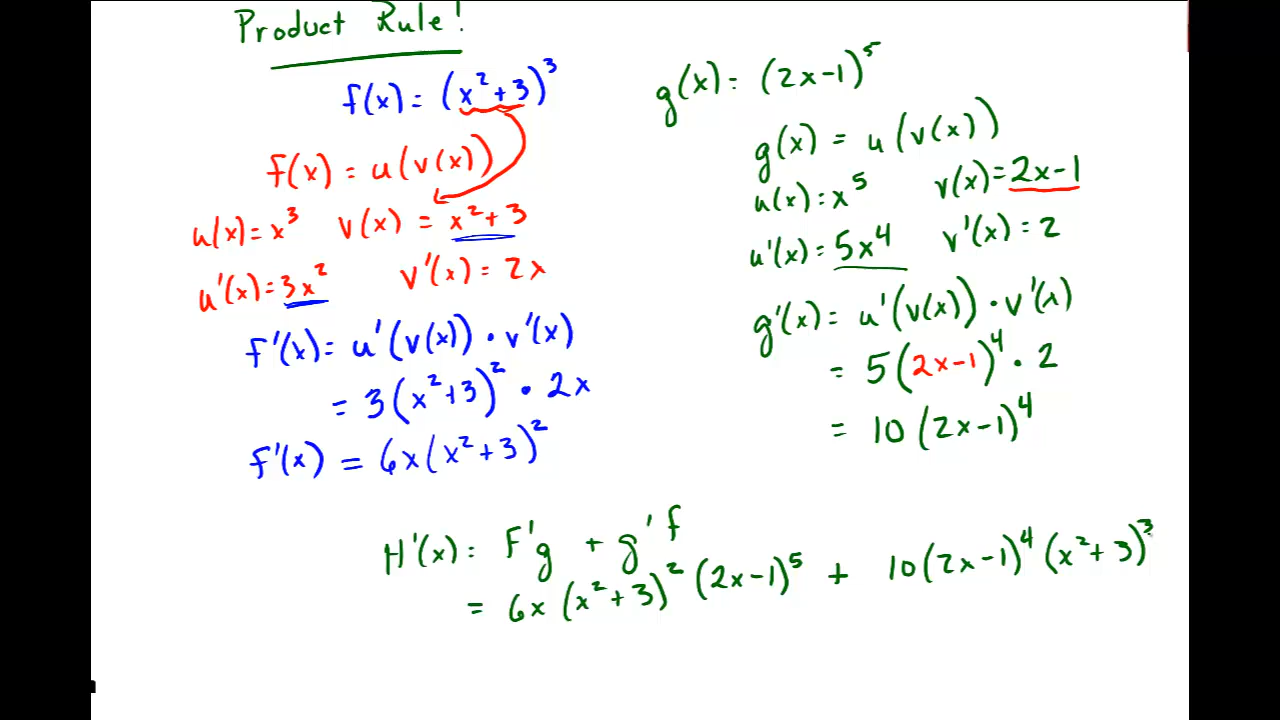 Product Rule!
f(x) = (x²+3)³
f(x) = u(v(x))
u(x) = x³ v(x) = x²+3
u'(x) = 3x² v'(x) = 2x
f'(x) = u'(v(x)) • v'(x)
= 3(x²+3)² • 2x
f'(x) = 6x(x²+3)²
g(x) = (2x-1)⁵
g(x) = u(v(x))
u(x) = x⁵ v(x) = 2x-1
u'(x) = 5x⁴ v'(x) = 2
g'(x) = u'(v(x)) • v'(x)
= 5(2x-1)⁴ • 2
= 10(2x-1)⁴
H'(x) = F'g + g'f
= 6x(x²+3)²(2x-1)⁵ + 10(2x-1)⁴(x²+3)³